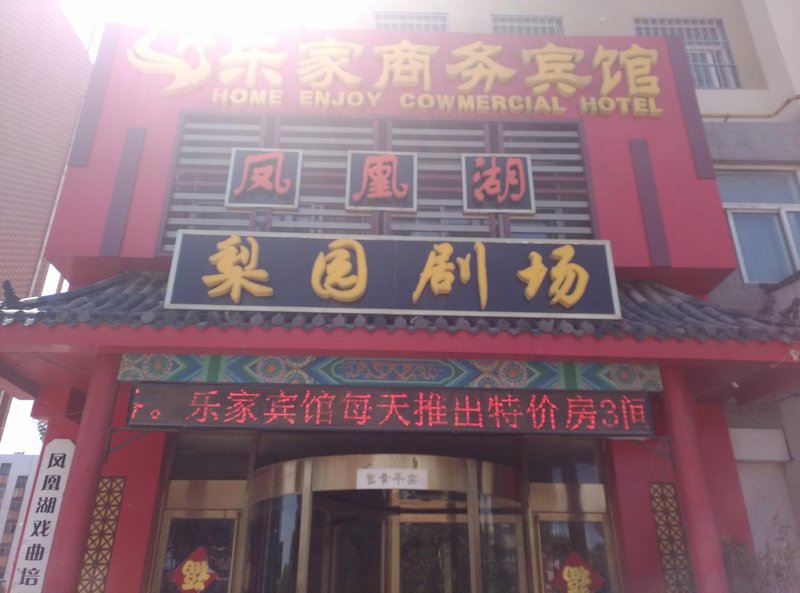 乐家商务宾馆
HOME ENJOY COWMERCIAL HOTEL
凤凰湖
梨园剧场
。乐家宾馆每天推出特价房3间
富贵平安
凤凰湖戏曲培
福
福